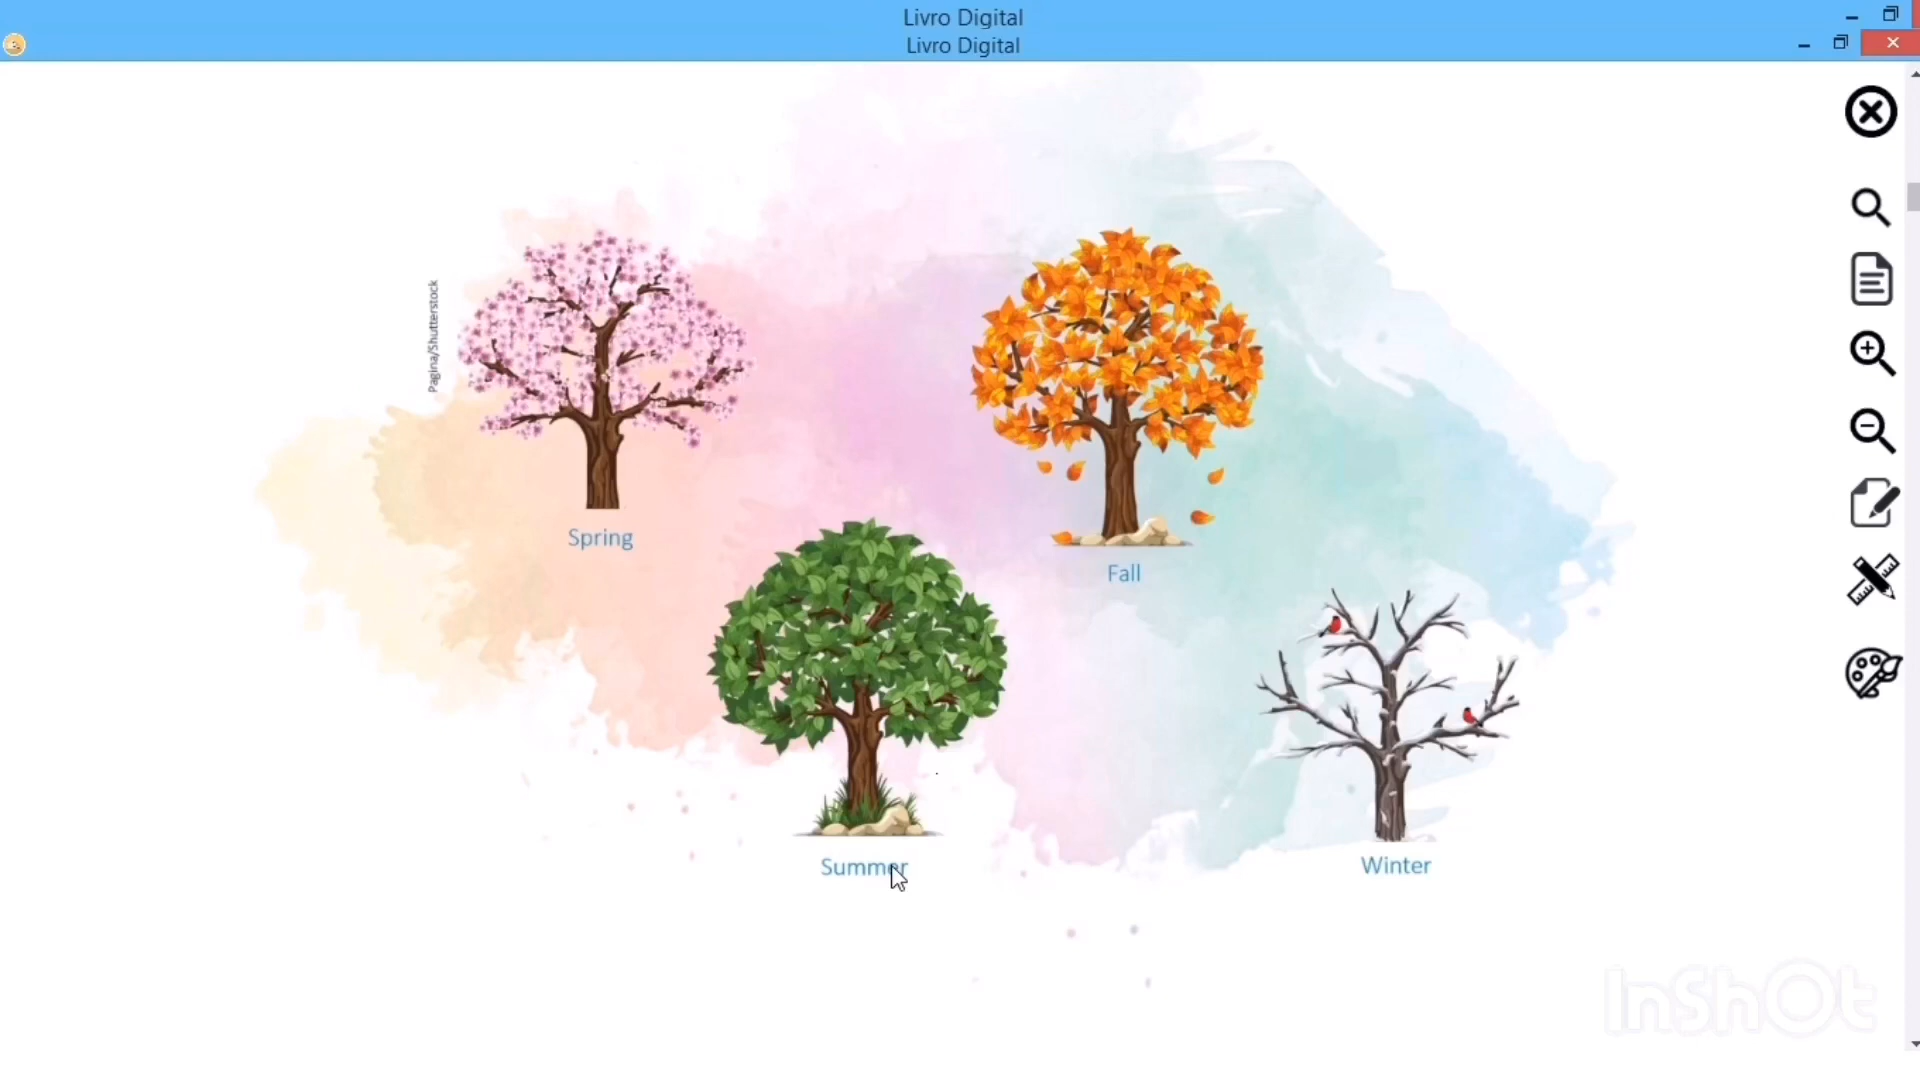 Livro Digital
Livro Digital
Pagina/Shutterstock
Spring
Fall
Summer
Winter
InShOt